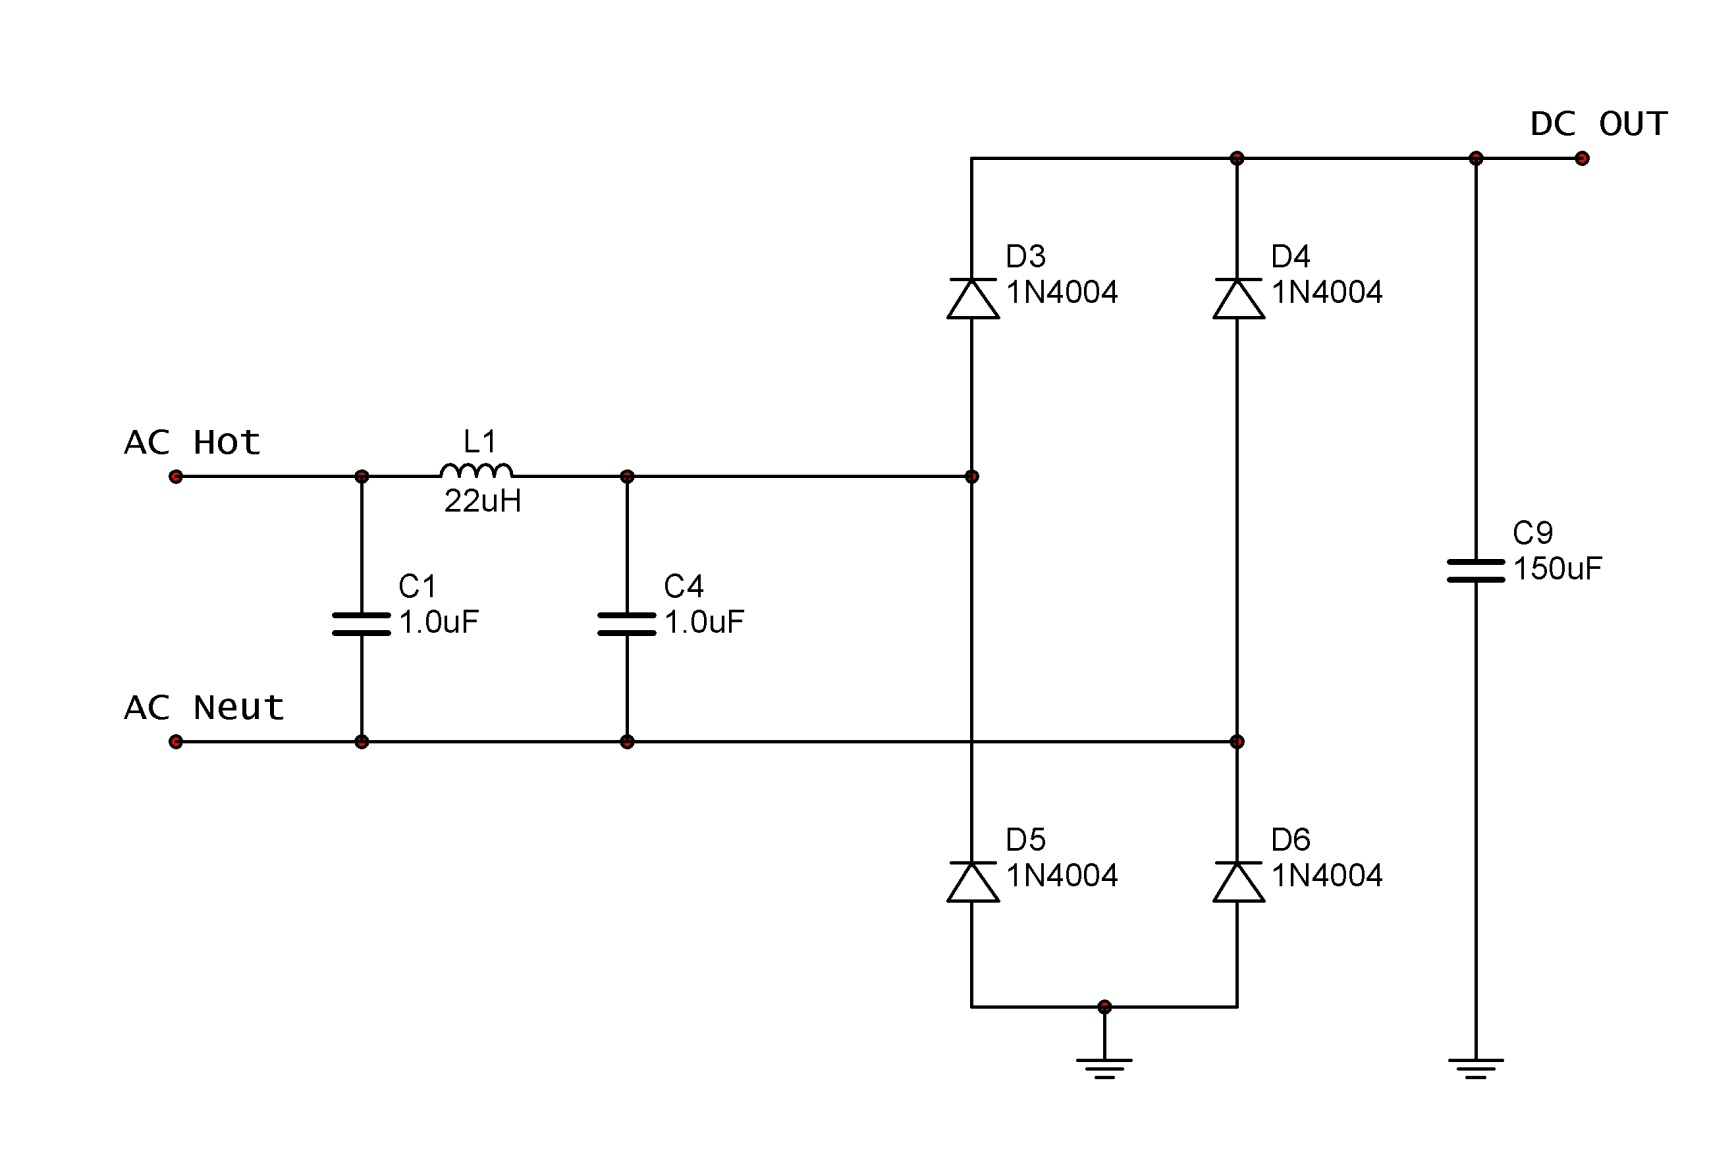 DC OUT
D3
1N4004
D4
1N4004
AC Hot
L1
22uH
C9
150uF
C1
1.0uF
C4
1.0uF
AC Neut
D5
1N4004
D6
1N4004